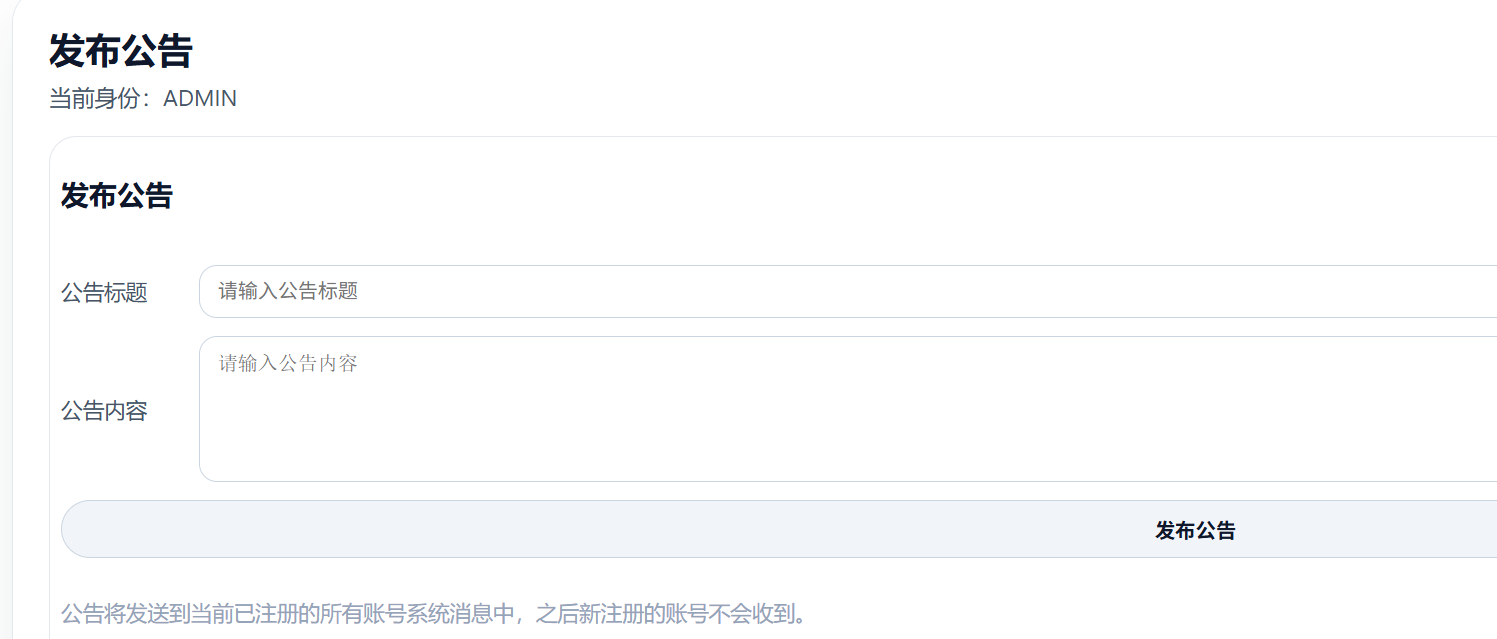 发布公告
当前身份：ADMIN
发布公告
公告标题
请输入公告标题
公告内容
请输入公告内容
发布公告
公告将发送到当前已注册的所有账号系统消息中，之后新注册的账号不会收到。